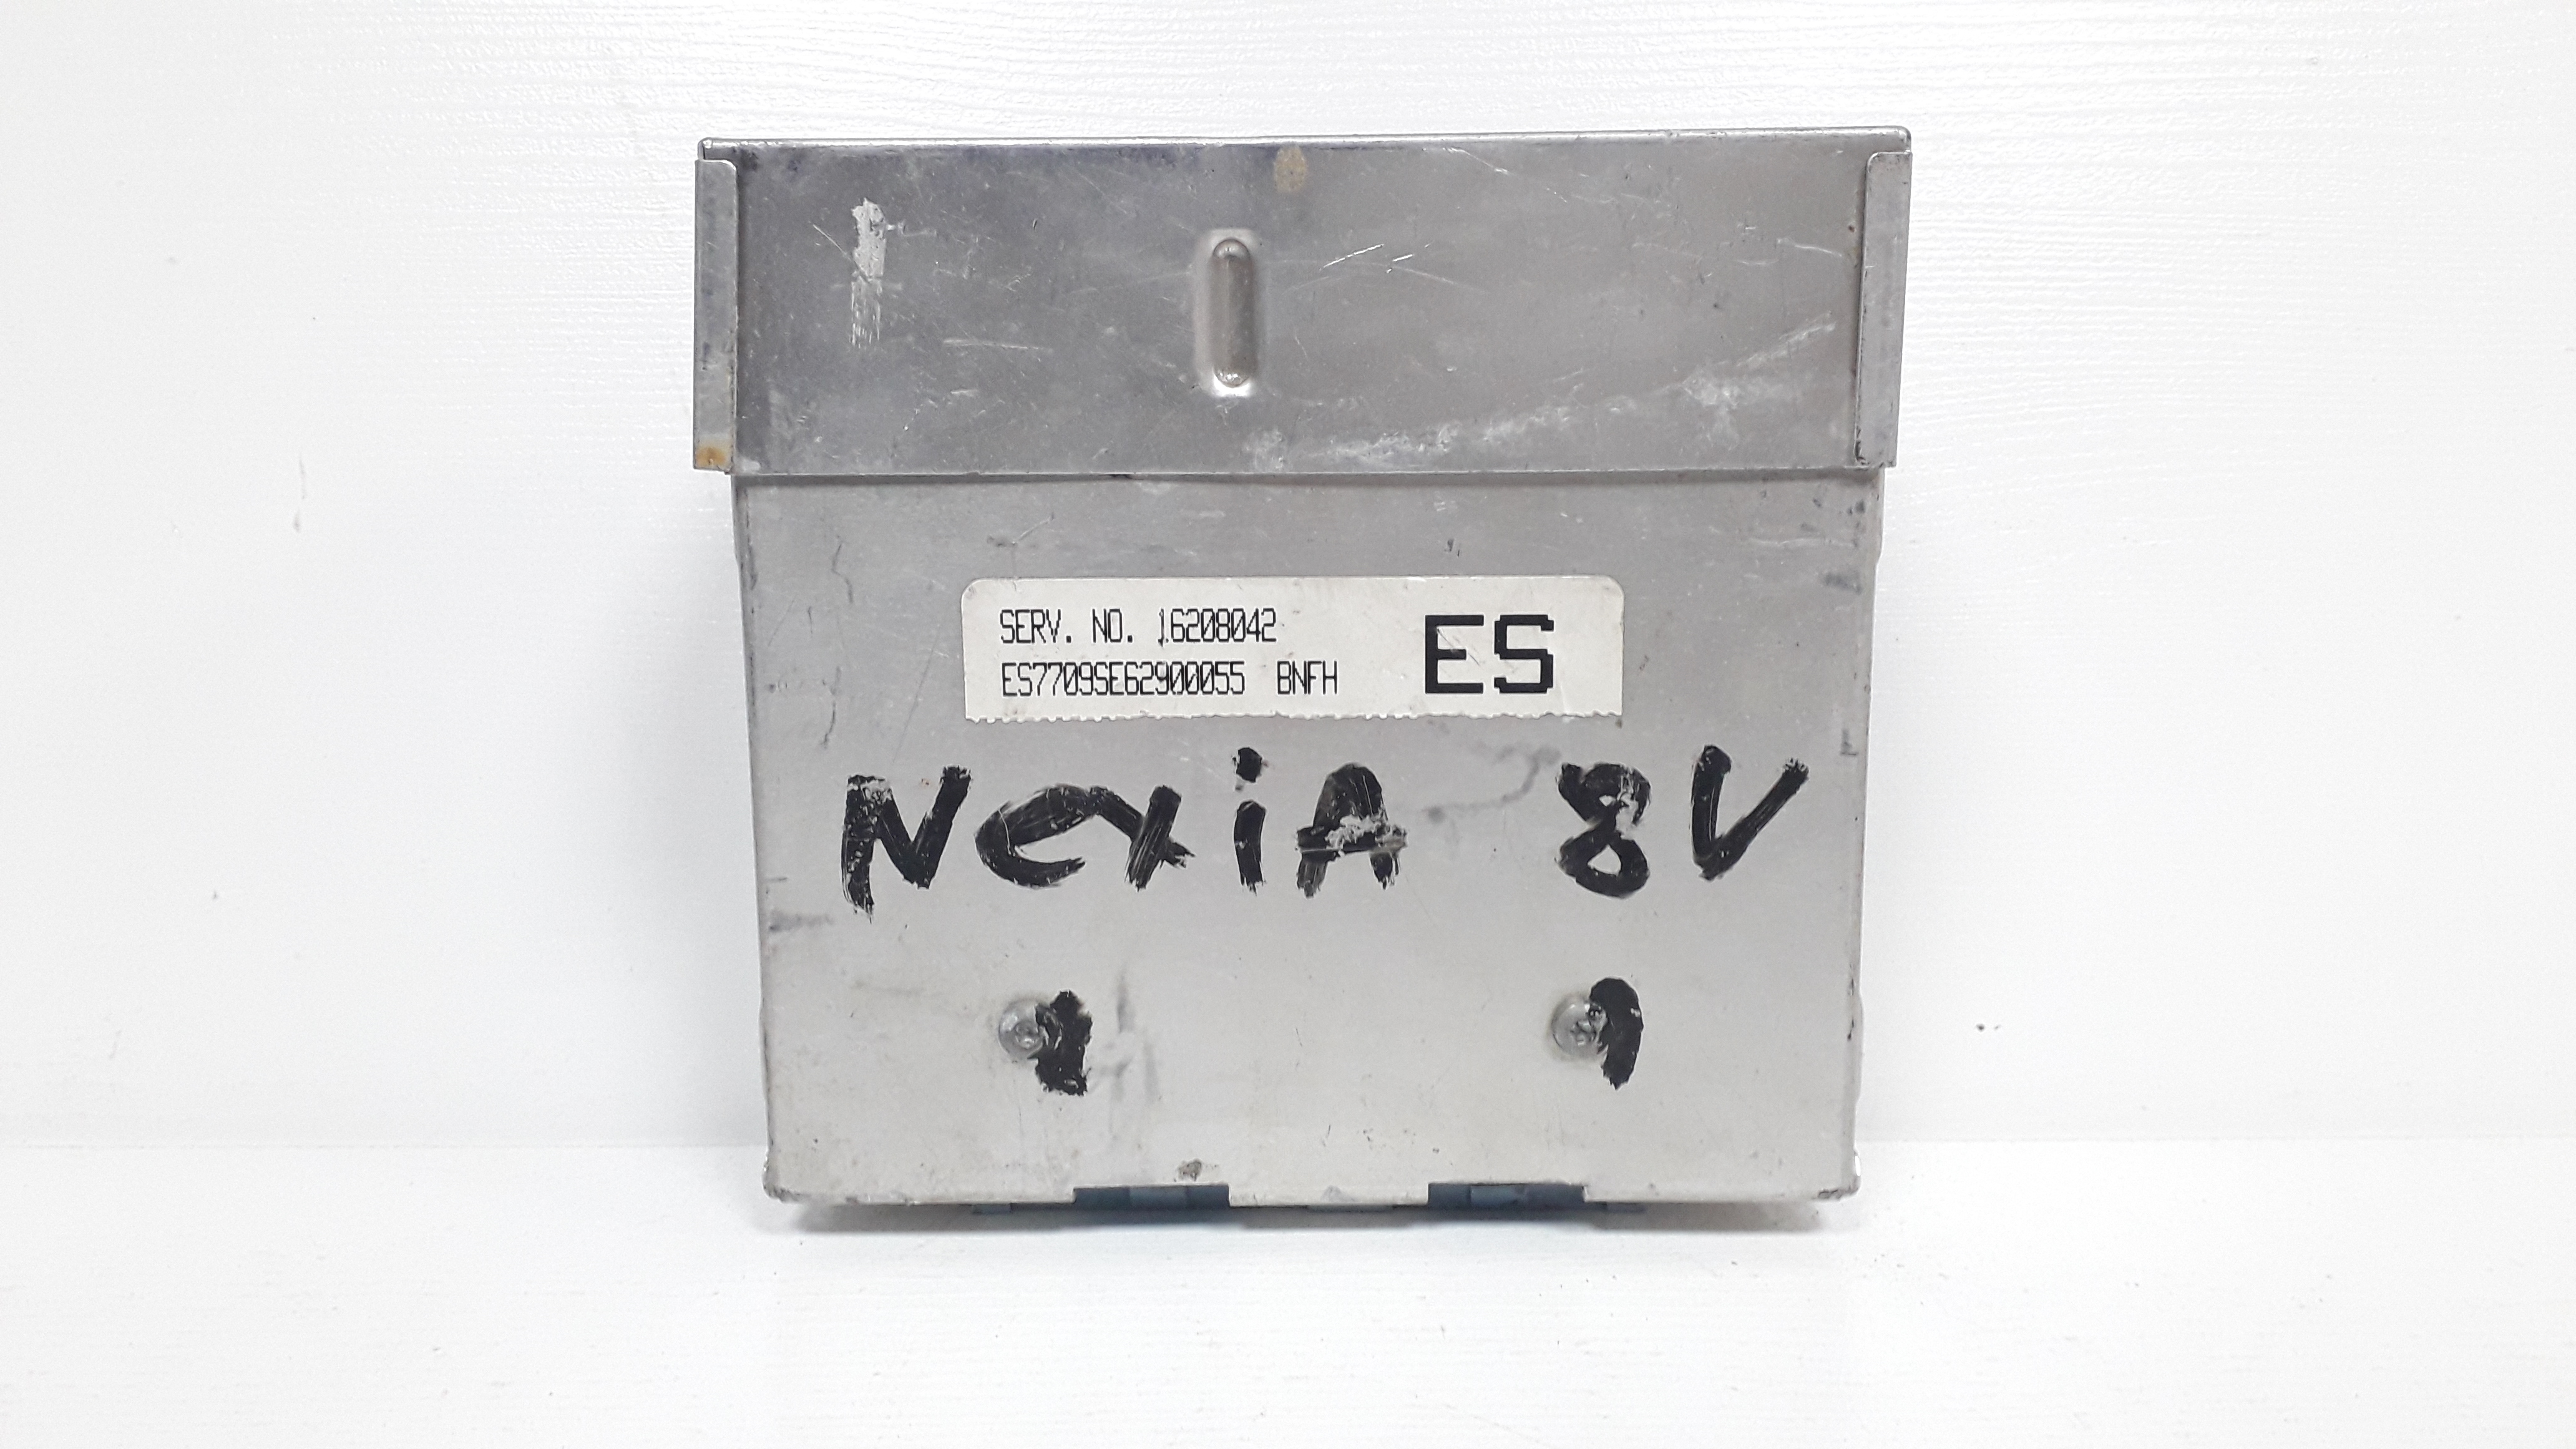 SERV. NO. 16208042
ES7709SE62900055 BNFH
ES
NexiA 8V